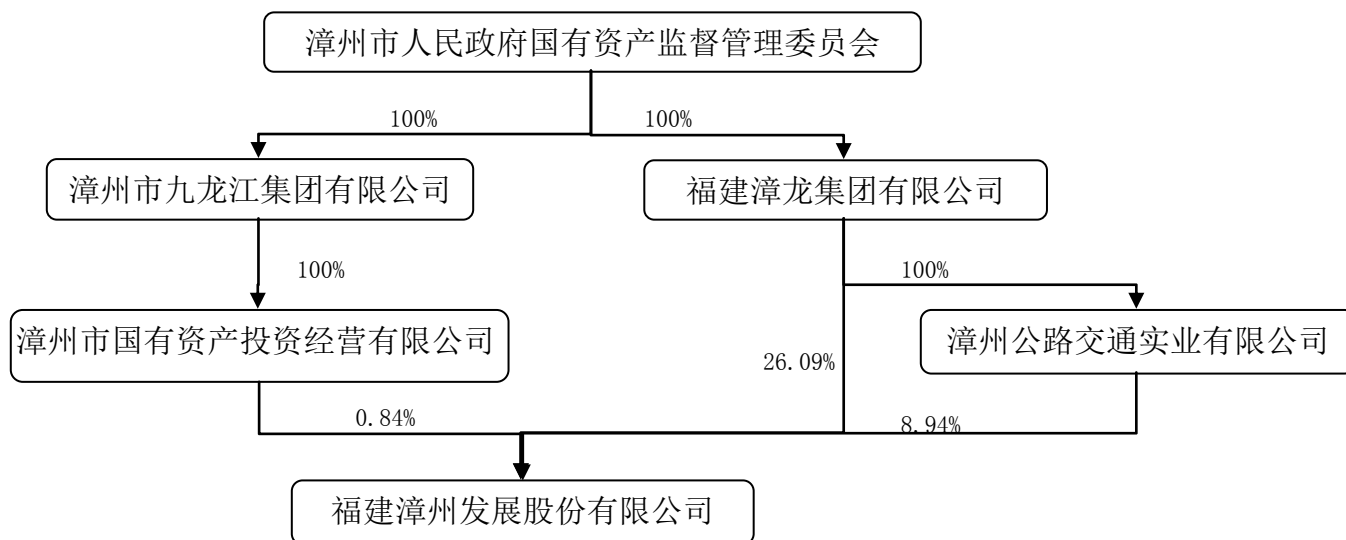 漳州市人民政府国有资产监督管理委员会
100%
100%
漳州市九龙江集团有限公司
福建漳龙集团有限公司
100%
100%
漳州市国有资产投资经营有限公司
漳州公路交通实业有限公司
26.09%
0.84%
8.94%
福建漳州发展股份有限公司